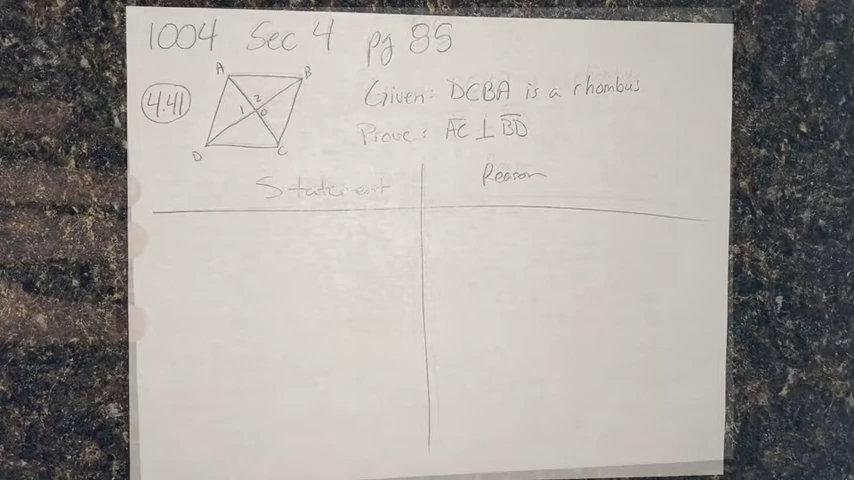 1004 Sec 4 pg 85
4.41
A B
1 2
0
D C
Given: DCBA is a rhombus
Prove: AC ⊥ BD
Statement Reason